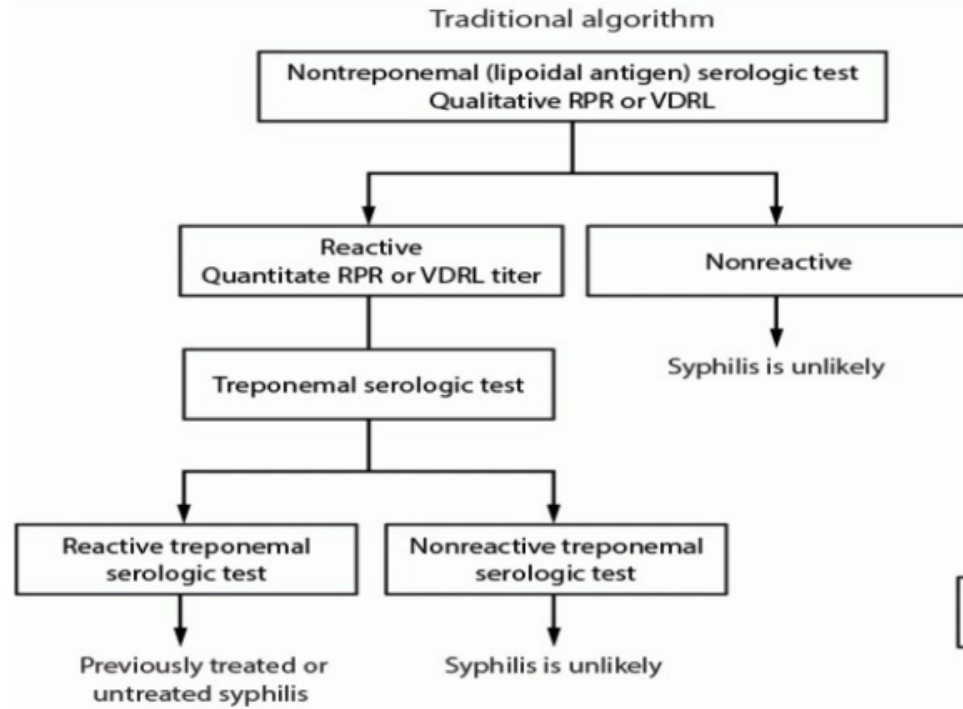 Traditional algorithm
Nontreponemal (lipoidal antigen) serologic test
Qualitative RPR or VDRL
Reactive
Quantitate RPR or VDRL titer
Nonreactive
Syphilis is unlikely
Treponemal serologic test
Reactive treponemal
serologic test
Nonreactive treponemal
serologic test
Previously treated or
untreated syphilis
Syphilis is unlikely